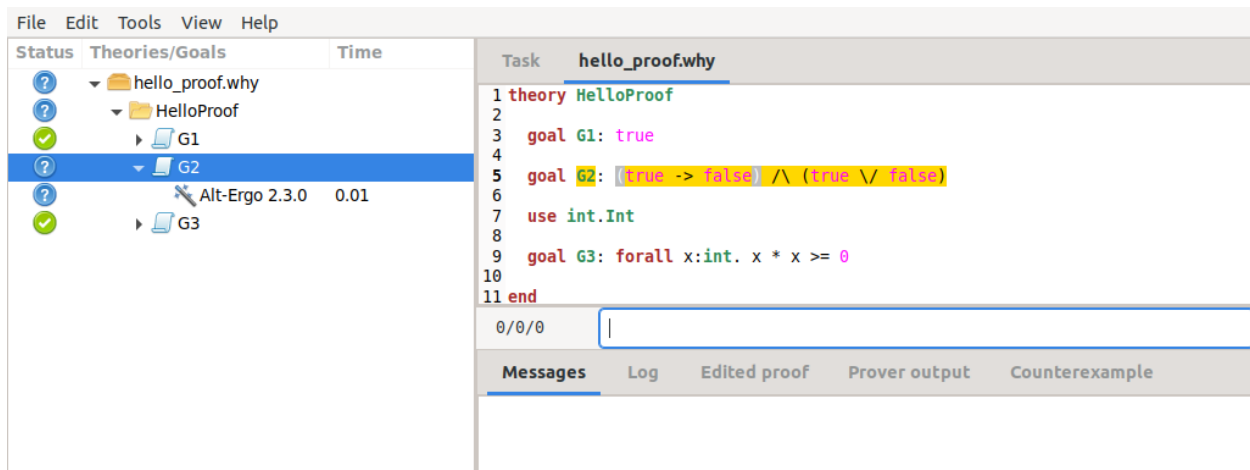 File Edit Tools View Help
Status Theories/Goals Time
hello_proof.why
HelloProof
G1
G2
Alt-Ergo 2.3.0 0.01
G3
Task hello_proof.why
1 theory HelloProof
2
3 goal G1: true
4
5 goal G2: (true -> false) /\ (true \/ false)
6
7 use int.Int
8
9 goal G3: forall x:int. x * x >= 0
10
11 end
0/0/0
Messages Log Edited proof Prover output Counterexample